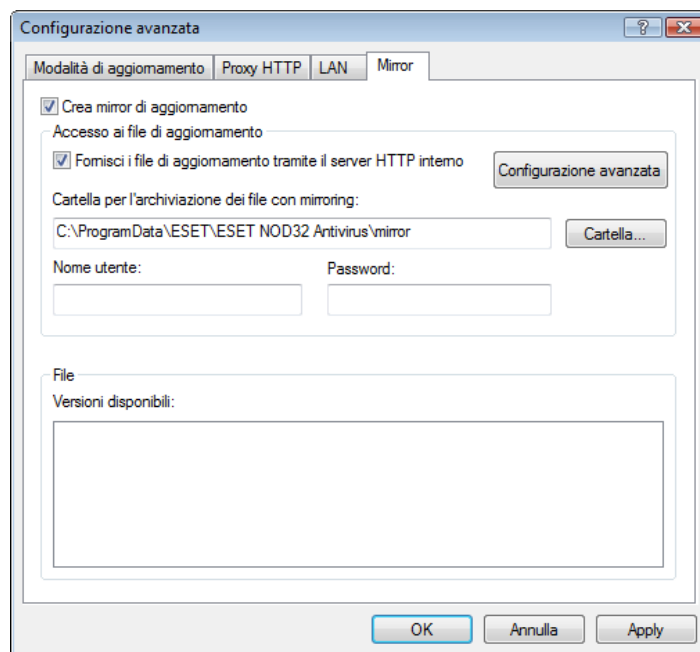 Configurazione avanzata
Modalità di aggiornamento Proxy HTTP LAN Mirror
Crea mirror di aggiornamento
Accesso ai file di aggiornamento
Fornisci i file di aggiornamento tramite il server HTTP interno
Configurazione avanzata
Cartella per l'archiviazione dei file con mirroring:
C:\ProgramData\ESET\ESET NOD32 Antivirus\mirror
Cartella...
Nome utente: Password:
File
Versioni disponibili:
OK Annulla Apply